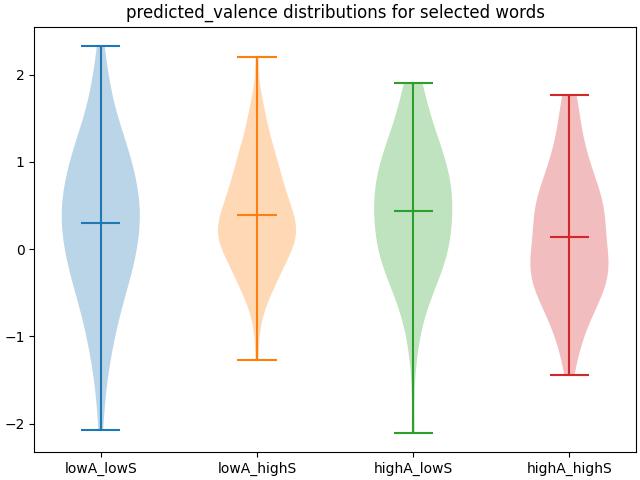 predicted_valence distributions for selected words
2
1
0
−1
−2
lowA_lowS
lowA_highS
highA_lowS
highA_highS